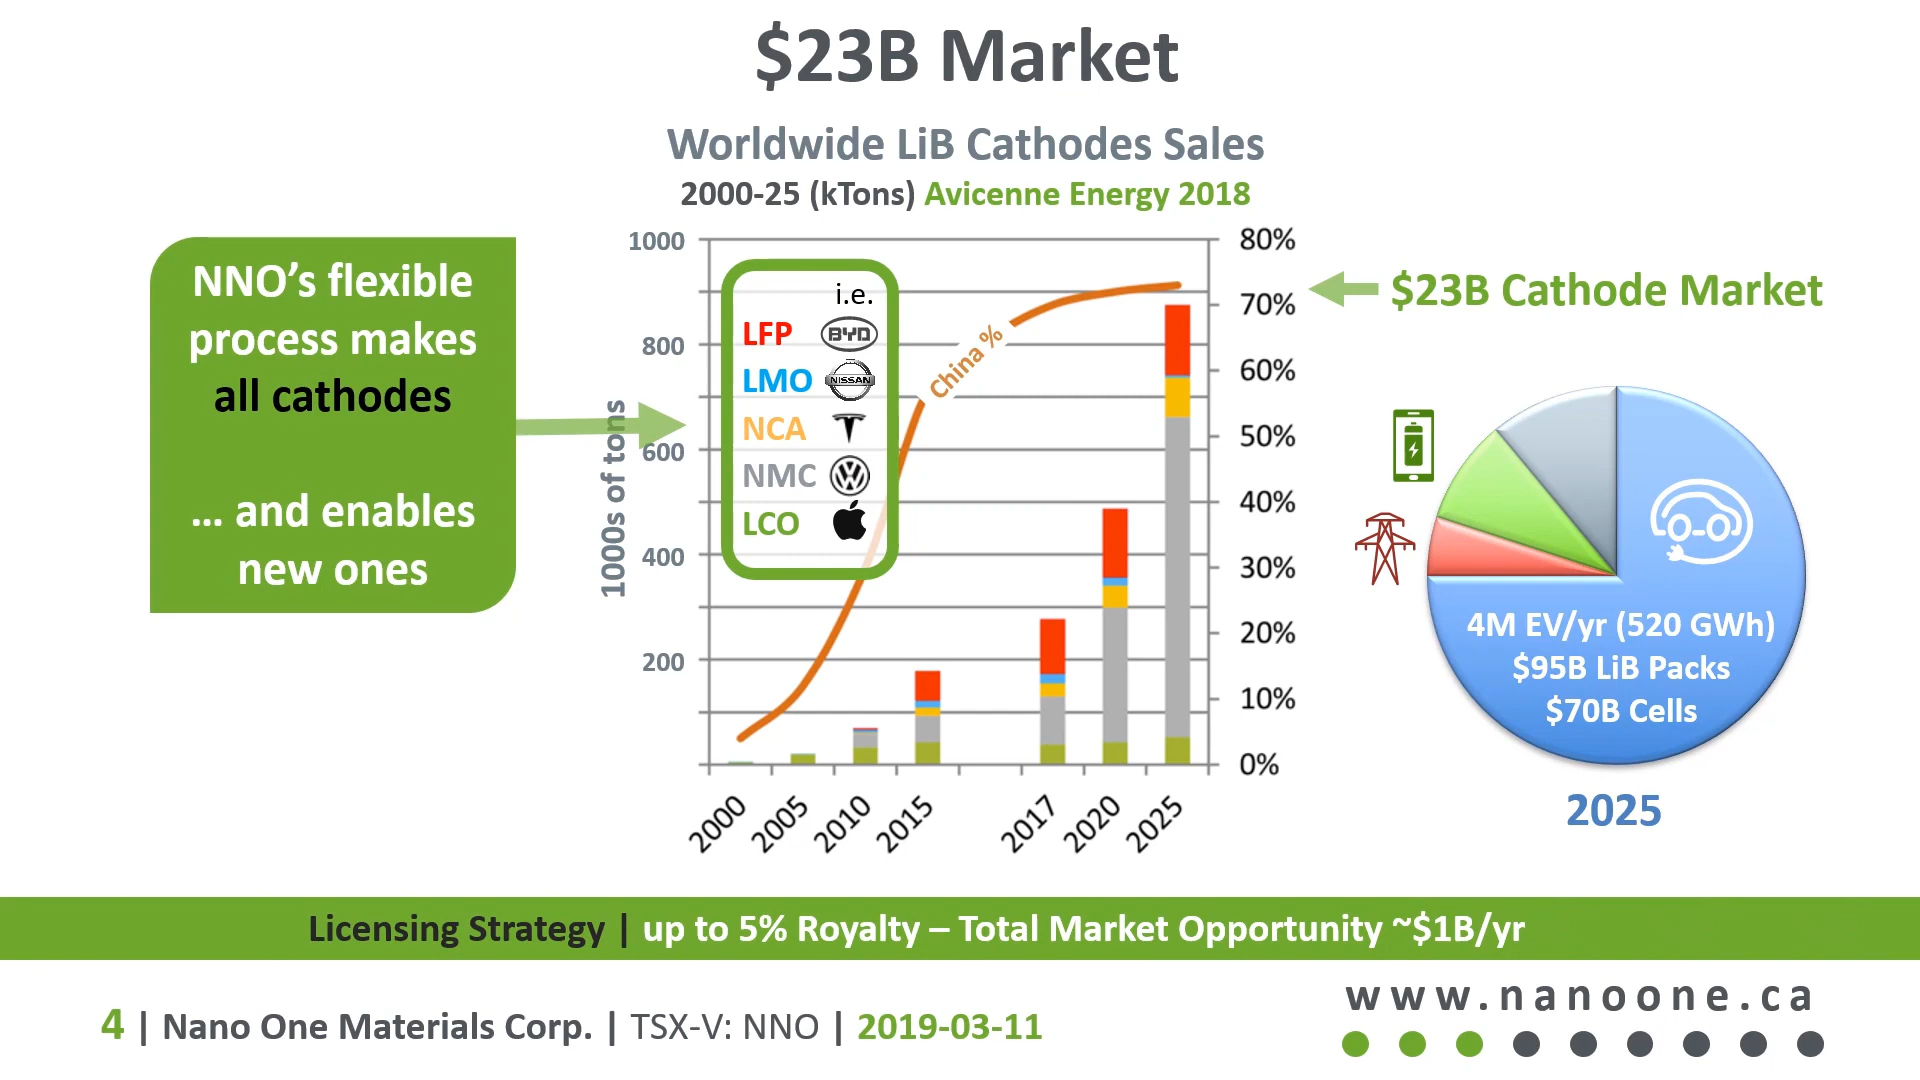 $23B Market
Worldwide LiB Cathodes Sales
2000-25 (kTons) Avicenne Energy 2018
NNO's flexible
process makes
all cathodes
... and enables
new ones
1000s of tons
1000
800
600
400
200
i.e.
LFP BYD
LMO NISSAN
NCA
NMC
LCO
China %
80%
70%
60%
50%
40%
30%
20%
10%
0%
2000
2005
2010
2015
2017
2020
2025
$23B Cathode Market
4M EV/yr (520 GWh)
$95B LiB Packs
$70B Cells
2025
Licensing Strategy | up to 5% Royalty – Total Market Opportunity ~$1B/yr
4 | Nano One Materials Corp. | TSX-V: NNO | 2019-03-11
www.nanoone.ca